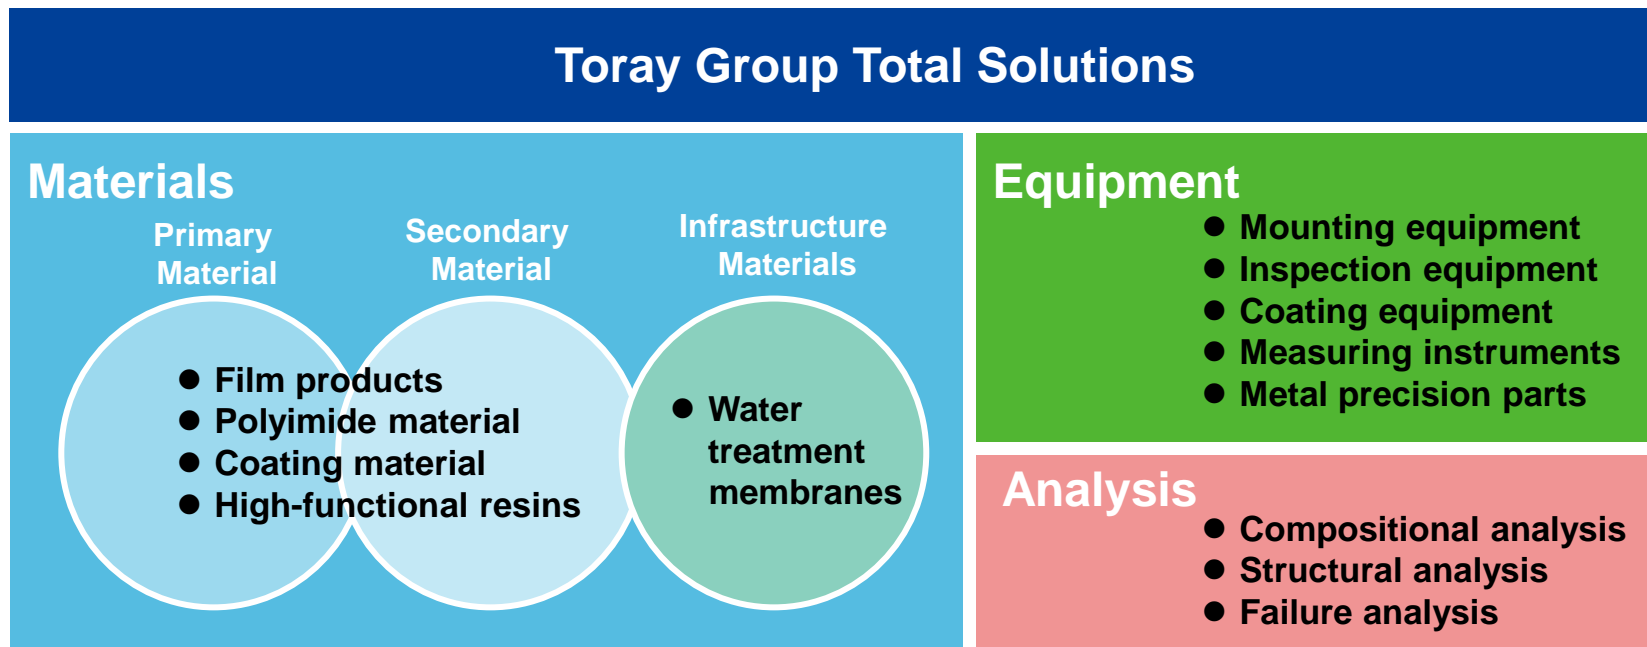 Toray Group Total Solutions
Materials
Primary
Material
Secondary
Material
Infrastructure
Materials
● Film products
● Polyimide material
● Coating material
● High-functional resins
● Water
treatment
membranes
Equipment
● Mounting equipment
● Inspection equipment
● Coating equipment
● Measuring instruments
● Metal precision parts
Analysis
● Compositional analysis
● Structural analysis
● Failure analysis